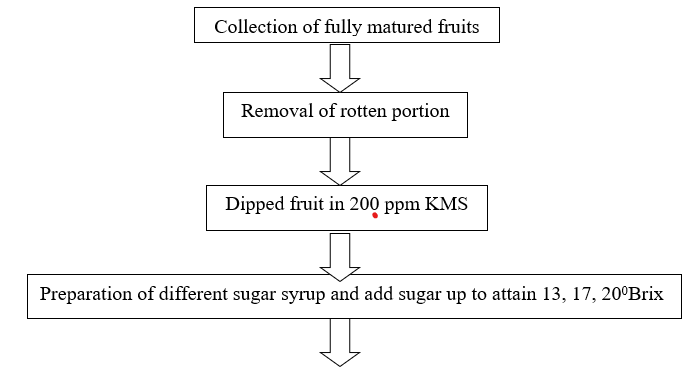 Collection of fully matured fruits
Removal of rotten portion
Dipped fruit in 200 ppm KMS
Preparation of different sugar syrup and add sugar up to attain 13, 17, 20⁰Brix